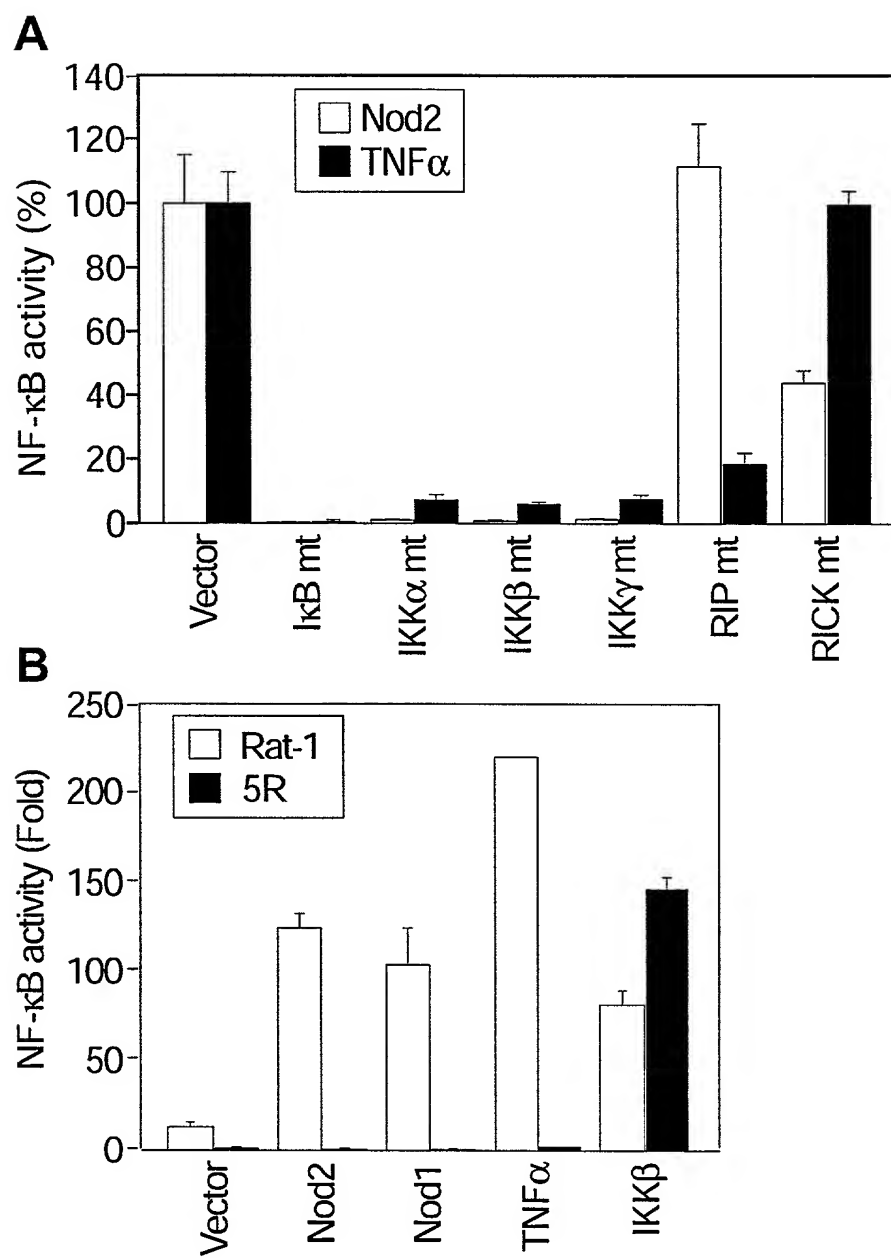 A
NF-κB activity (%)
140
120
100
80
60
40
20
0
Nod2
TNFα
Vector
IκB mt
IKKα mt
IKKβ mt
IKKγ mt
RIP mt
RICK mt
B
NF-κB activity (Fold)
250
200
150
100
50
0
Rat-1
5R
Vector
Nod2
Nod1
TNFα
IKKβ